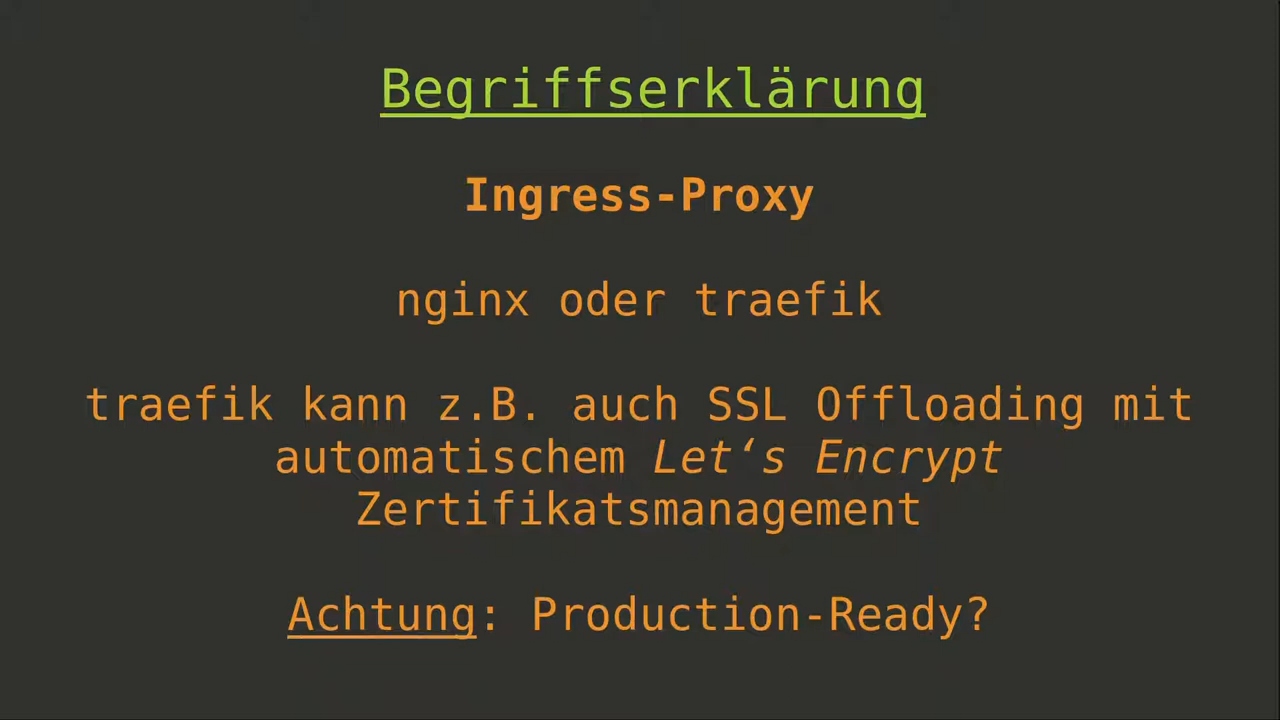 Begriffserklärung
Ingress-Proxy
nginx oder traefik
traefik kann z.B. auch SSL Offloading mit
automatischem Let‘s Encrypt
Zertifikatsmanagement
Achtung: Production-Ready?